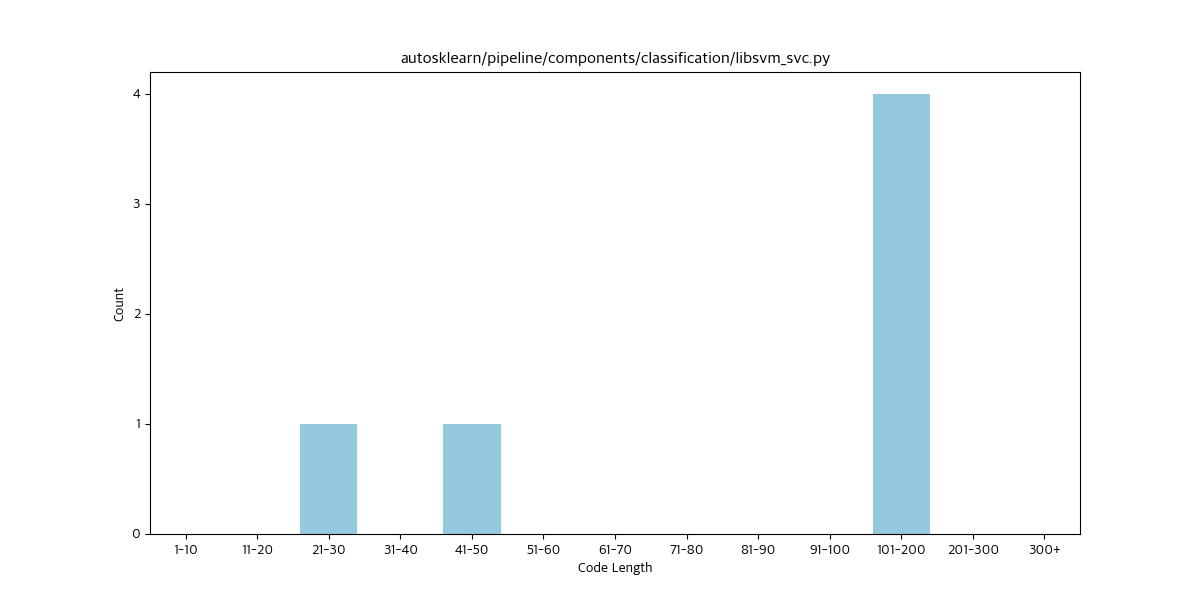 autosklearn/pipeline/components/classification/libsvm_svc.py
4
3
2
1
0
Count
1-10 11-20 21-30 31-40 41-50 51-60 61-70 71-80 81-90 91-100 101-200 201-300 300+
Code Length